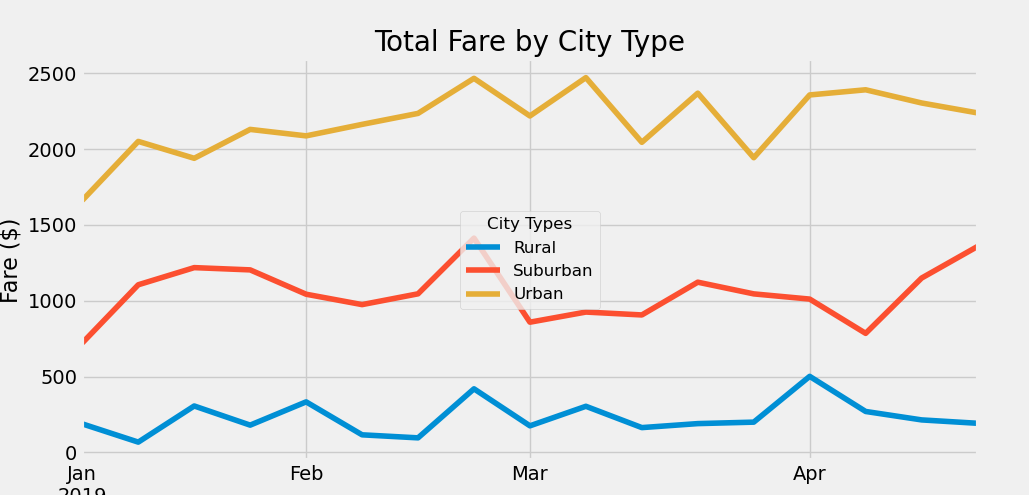 Total Fare by City Type
Fare ($)
2500
2000
1500
1000
500
0
City Types
Rural
Suburban
Urban
Jan Feb Mar Apr
2019